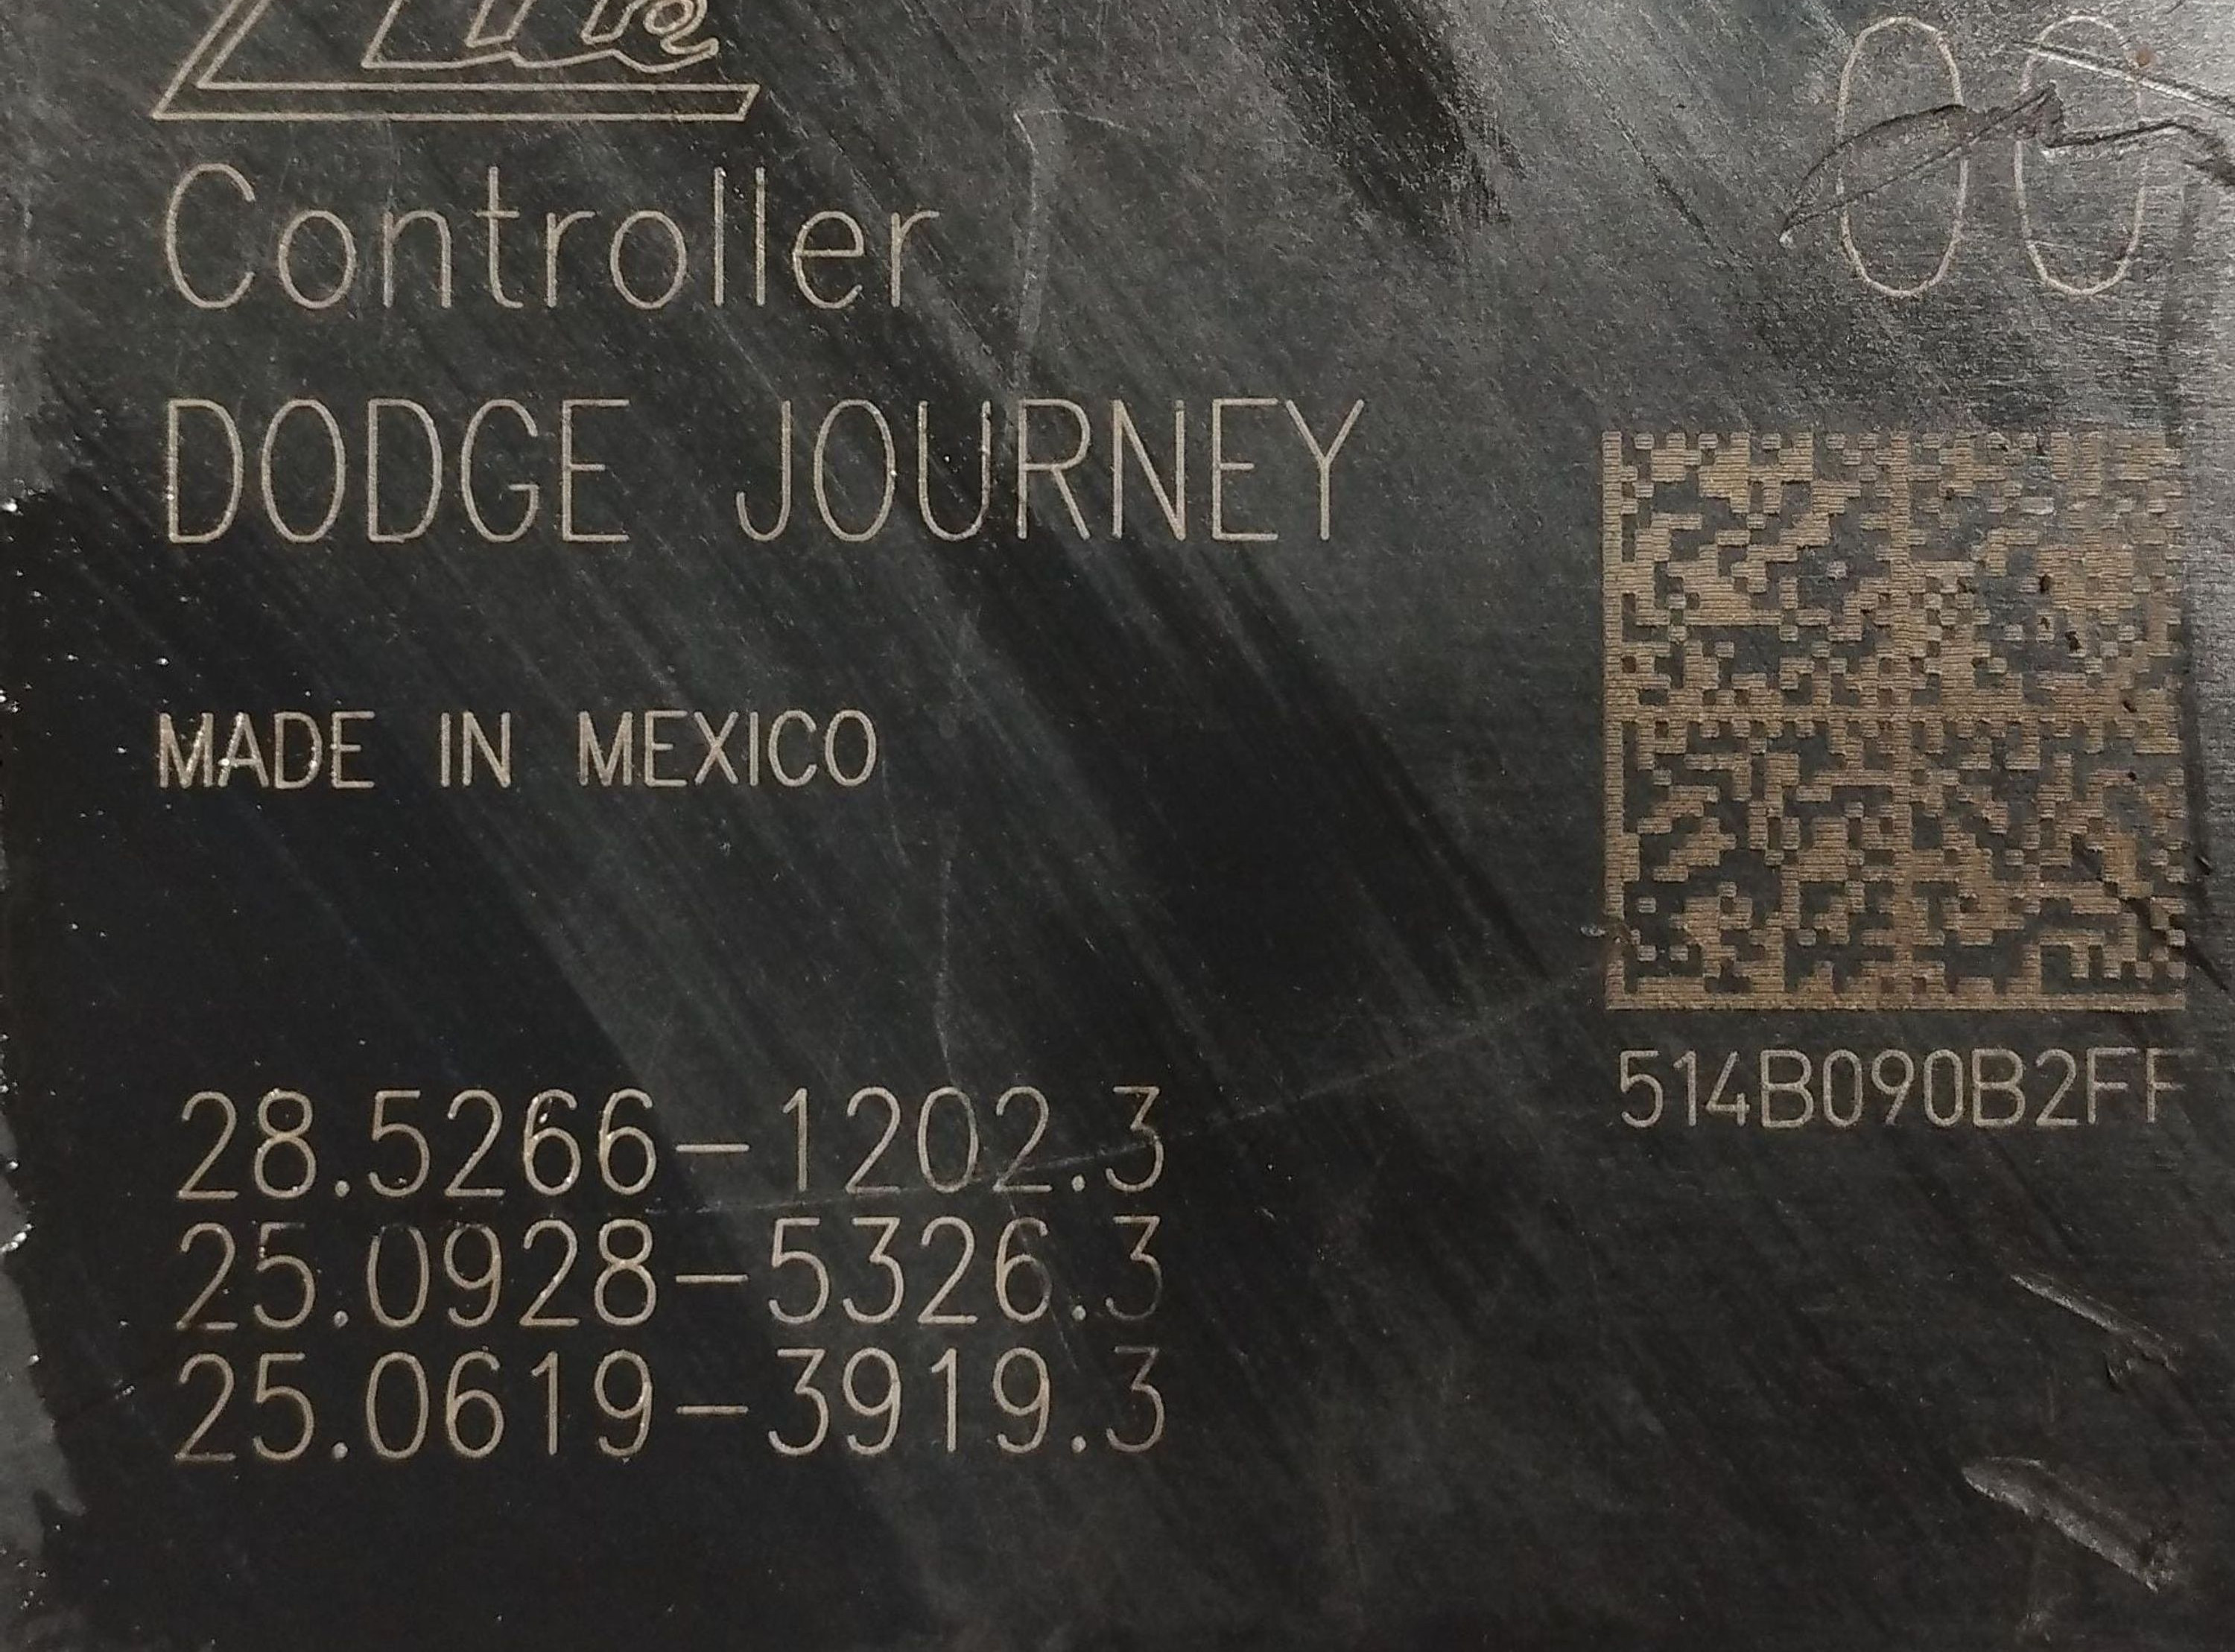 00
Controller
DODGE JOURNEY
MADE IN MEXICO
514B090B2FF
28.5266-1202.3
25.0928-5326.3
25.0619-3919.3